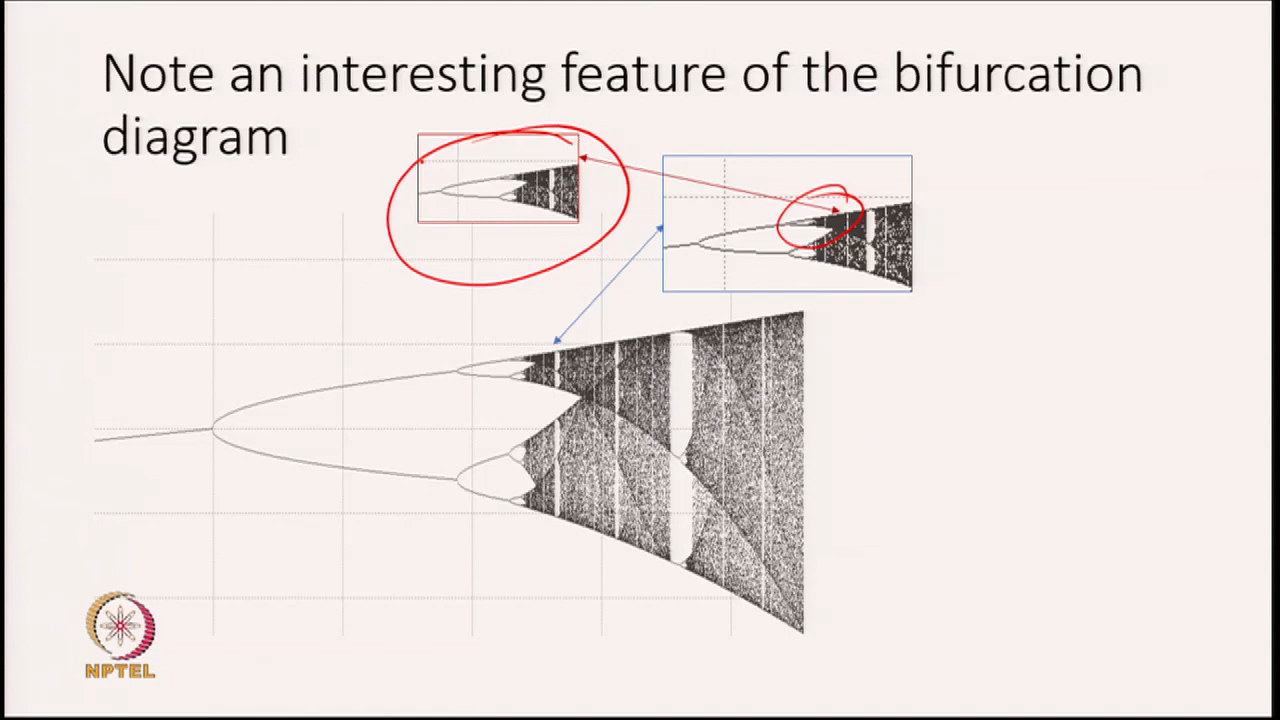 Note an interesting feature of the bifurcation
diagram
NPTEL